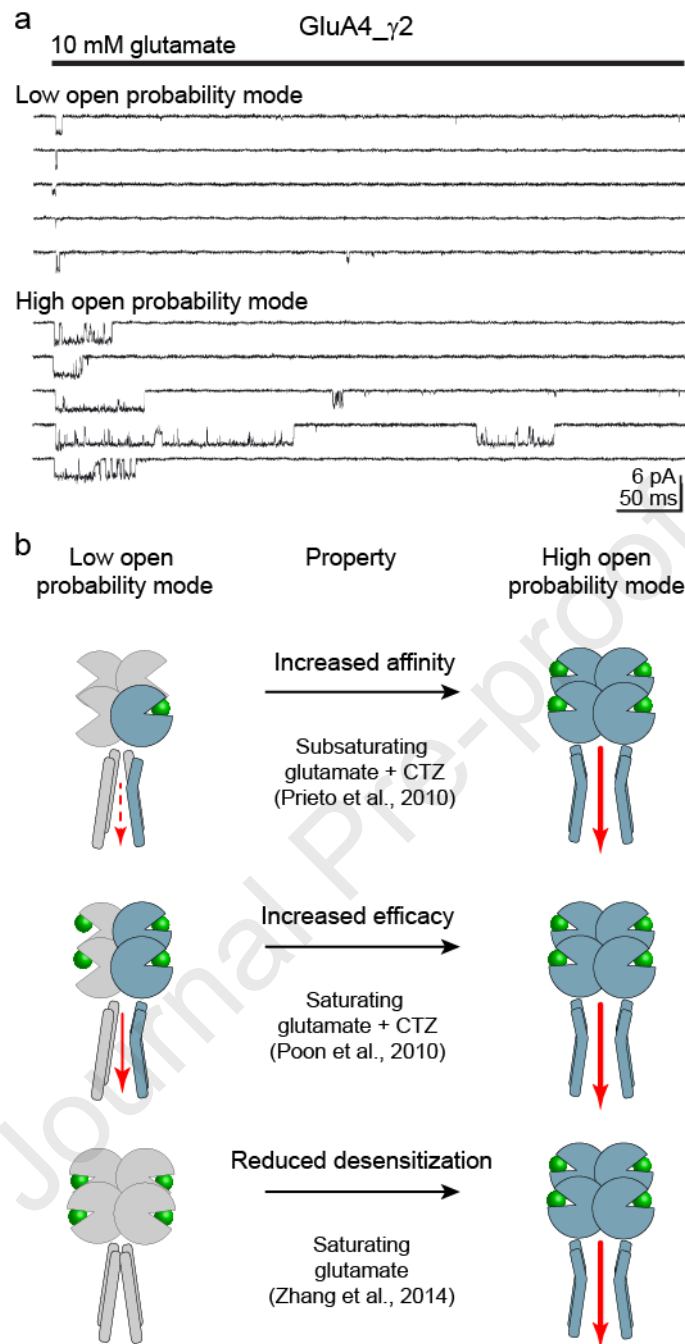 a
GluA4_γ2
10 mM glutamate
Low open probability mode
High open probability mode
6 pA
50 ms
b
Low open
probability mode
Property
High open
probability mode
Increased affinity
Subsaturating
glutamate + CTZ
(Prieto et al., 2010)
Increased efficacy
Saturating
glutamate + CTZ
(Poon et al., 2010)
Reduced desensitization
Saturating
glutamate
(Zhang et al., 2014)
Journal Pre-proof